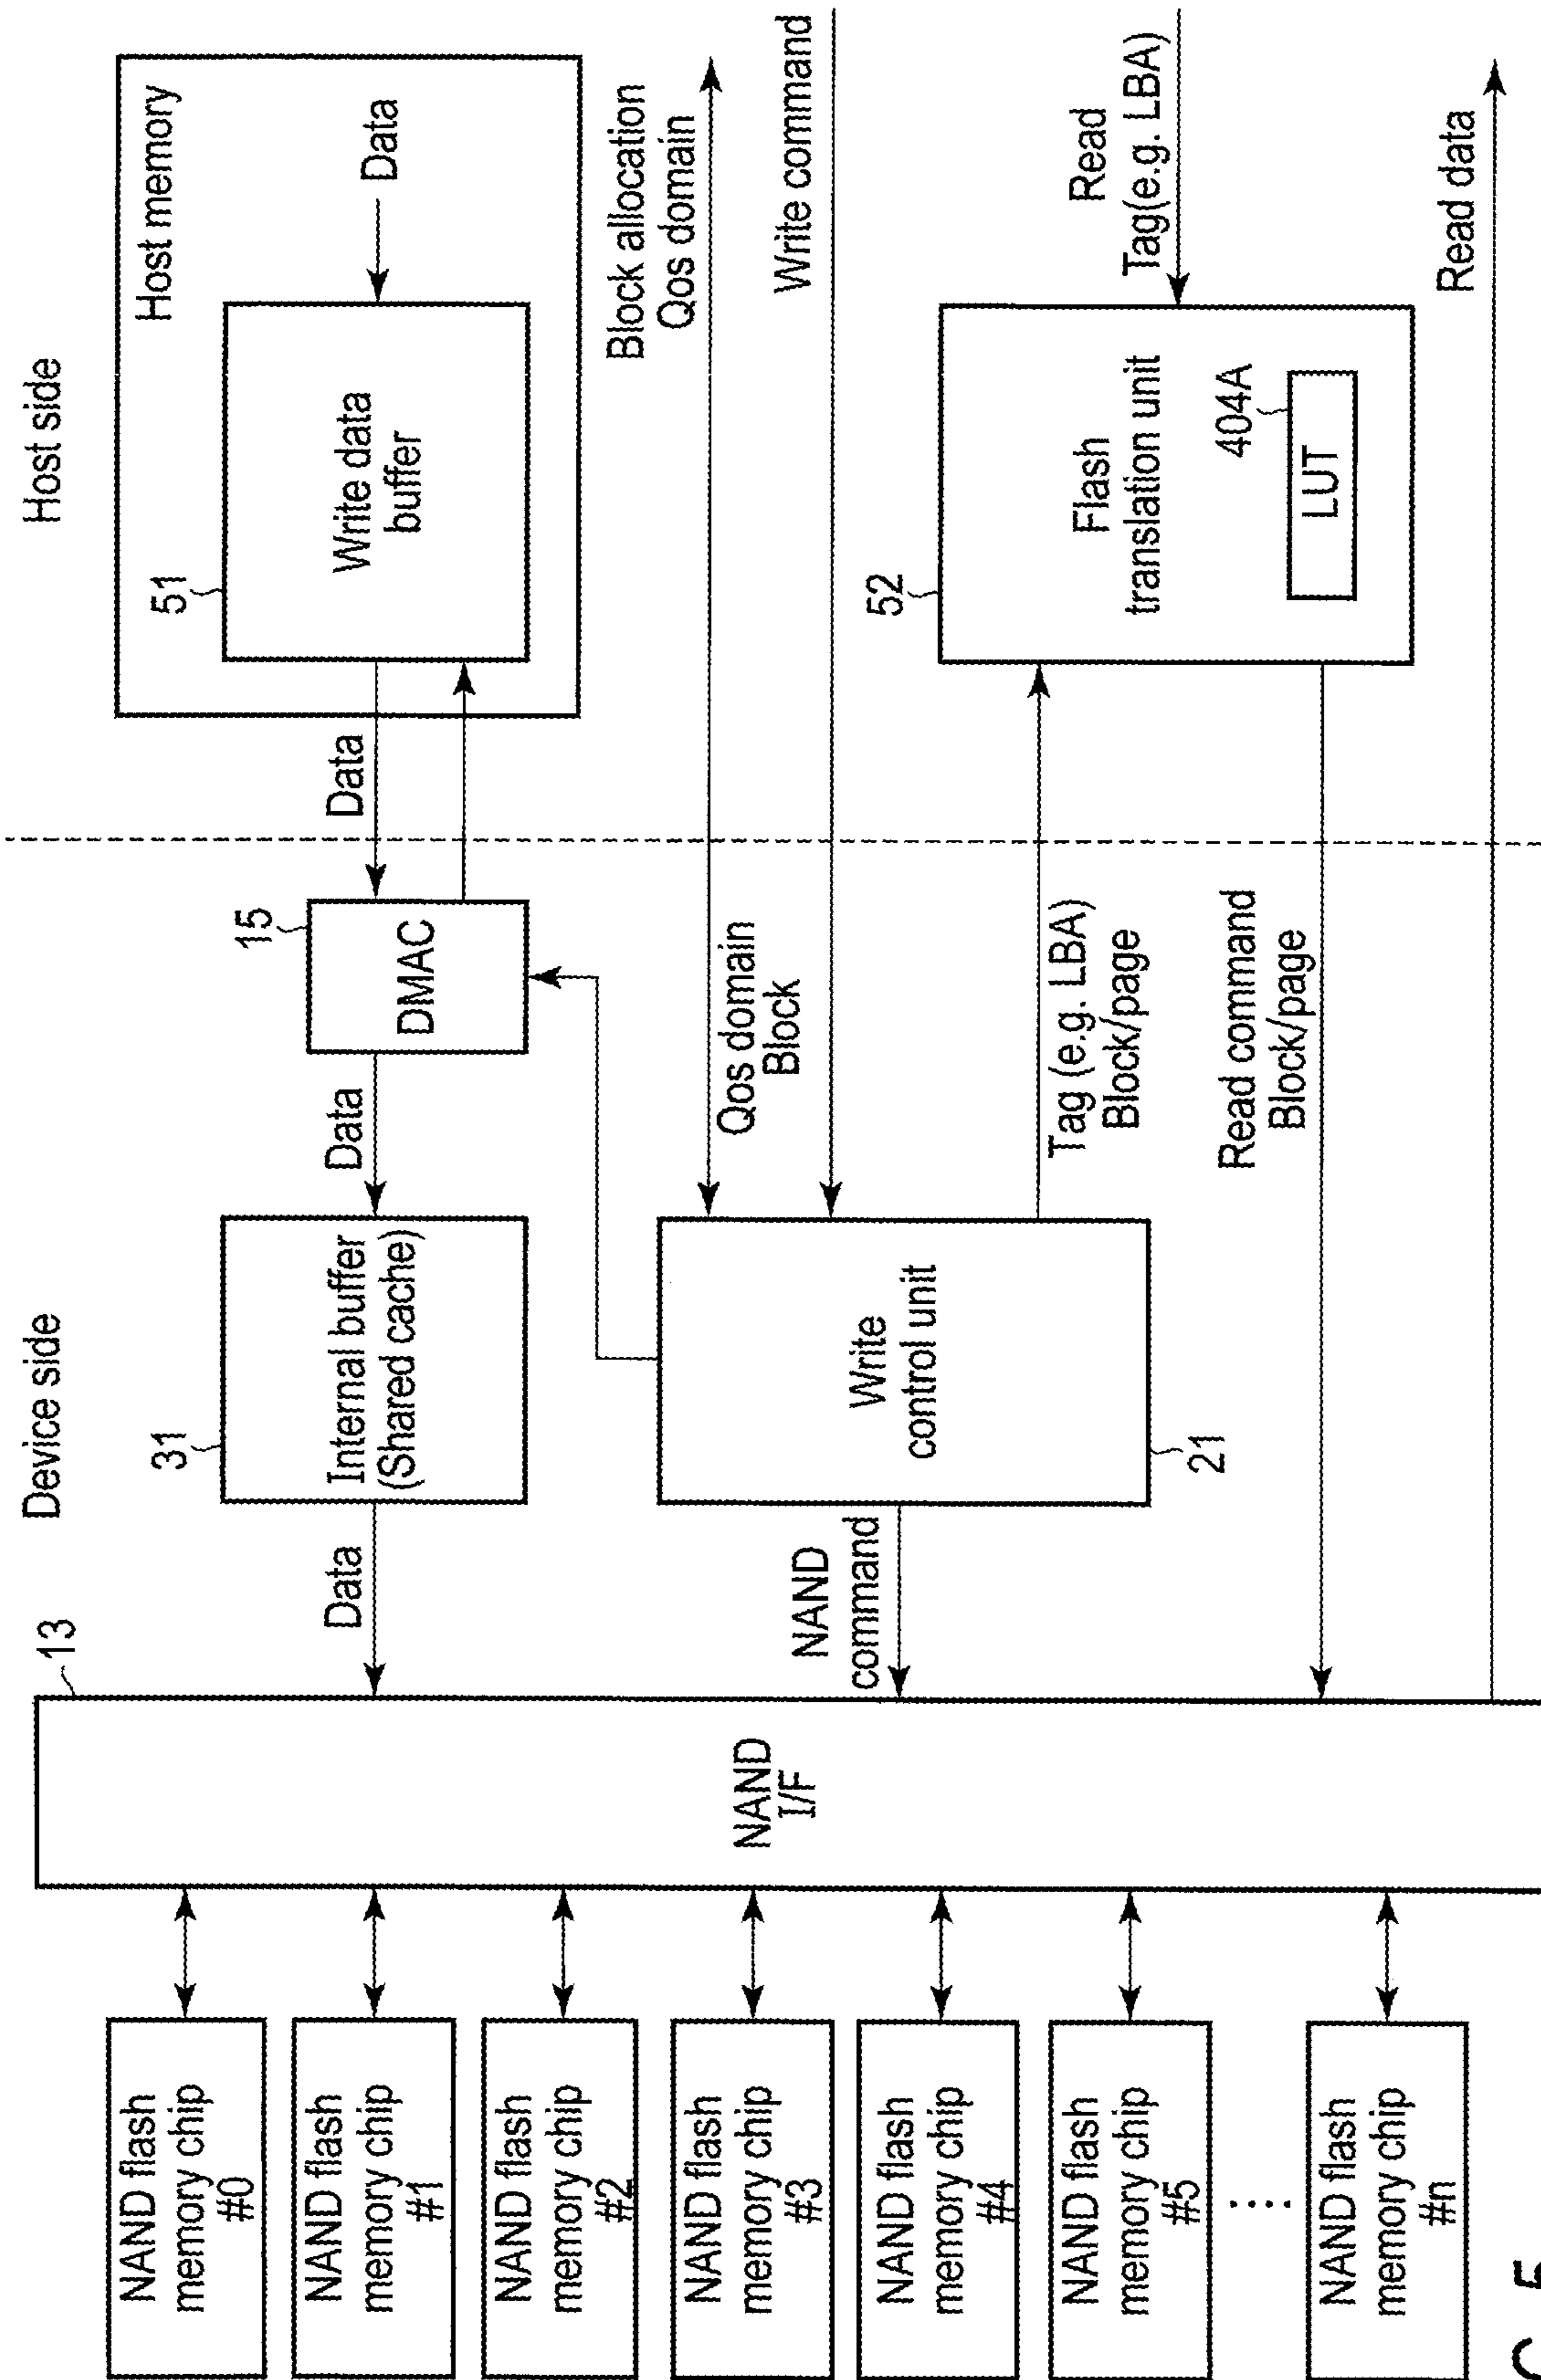 Device side
Host side
13
NAND flash
memory chip
#0
NAND flash
memory chip
#1
NAND flash
memory chip
#2
NAND flash
memory chip
#3
NAND flash
memory chip
#4
NAND flash
memory chip
#5
NAND flash
memory chip
#n
NAND
I/F
Data
31
Internal buffer
(Shared cache)
Data
15
DMAC
Data
Host memory
51
Write data
buffer
Data
NAND
command
Write
control unit
21
Qos domain
Block
Block allocation
Qos domain
Write command
Tag (e.g. LBA)
Block/page
52
Flash
translation unit
404A
LUT
Read
Tag(e.g. LBA)
Read command
Block/page
Read data